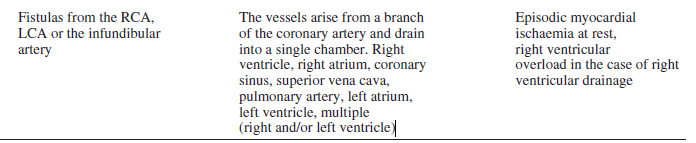 Fistulas from the RCA,
LCA or the infundibular
artery
The vessels arise from a branch
of the coronary artery and drain
into a single chamber. Right
ventricle, right atrium, coronary
sinus, superior vena cava,
pulmonary artery, left atrium,
left ventricle, multiple
(right and/or left ventricle)
Episodic myocardial
ischaemia at rest,
right ventricular
overload in the case of right
ventricular drainage